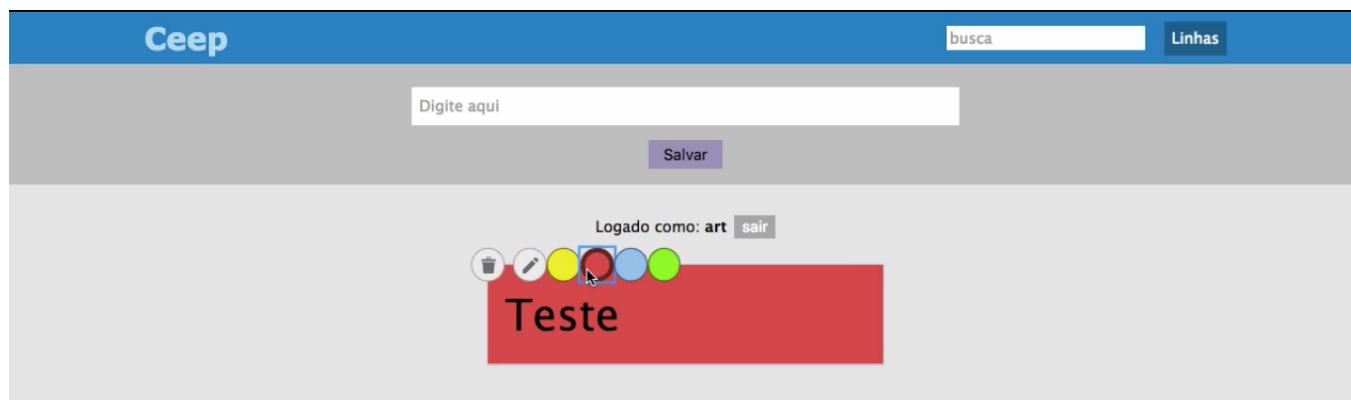 Ceep
busca
Linhas
Digite aqui
Salvar
Logado como: art sair
Teste